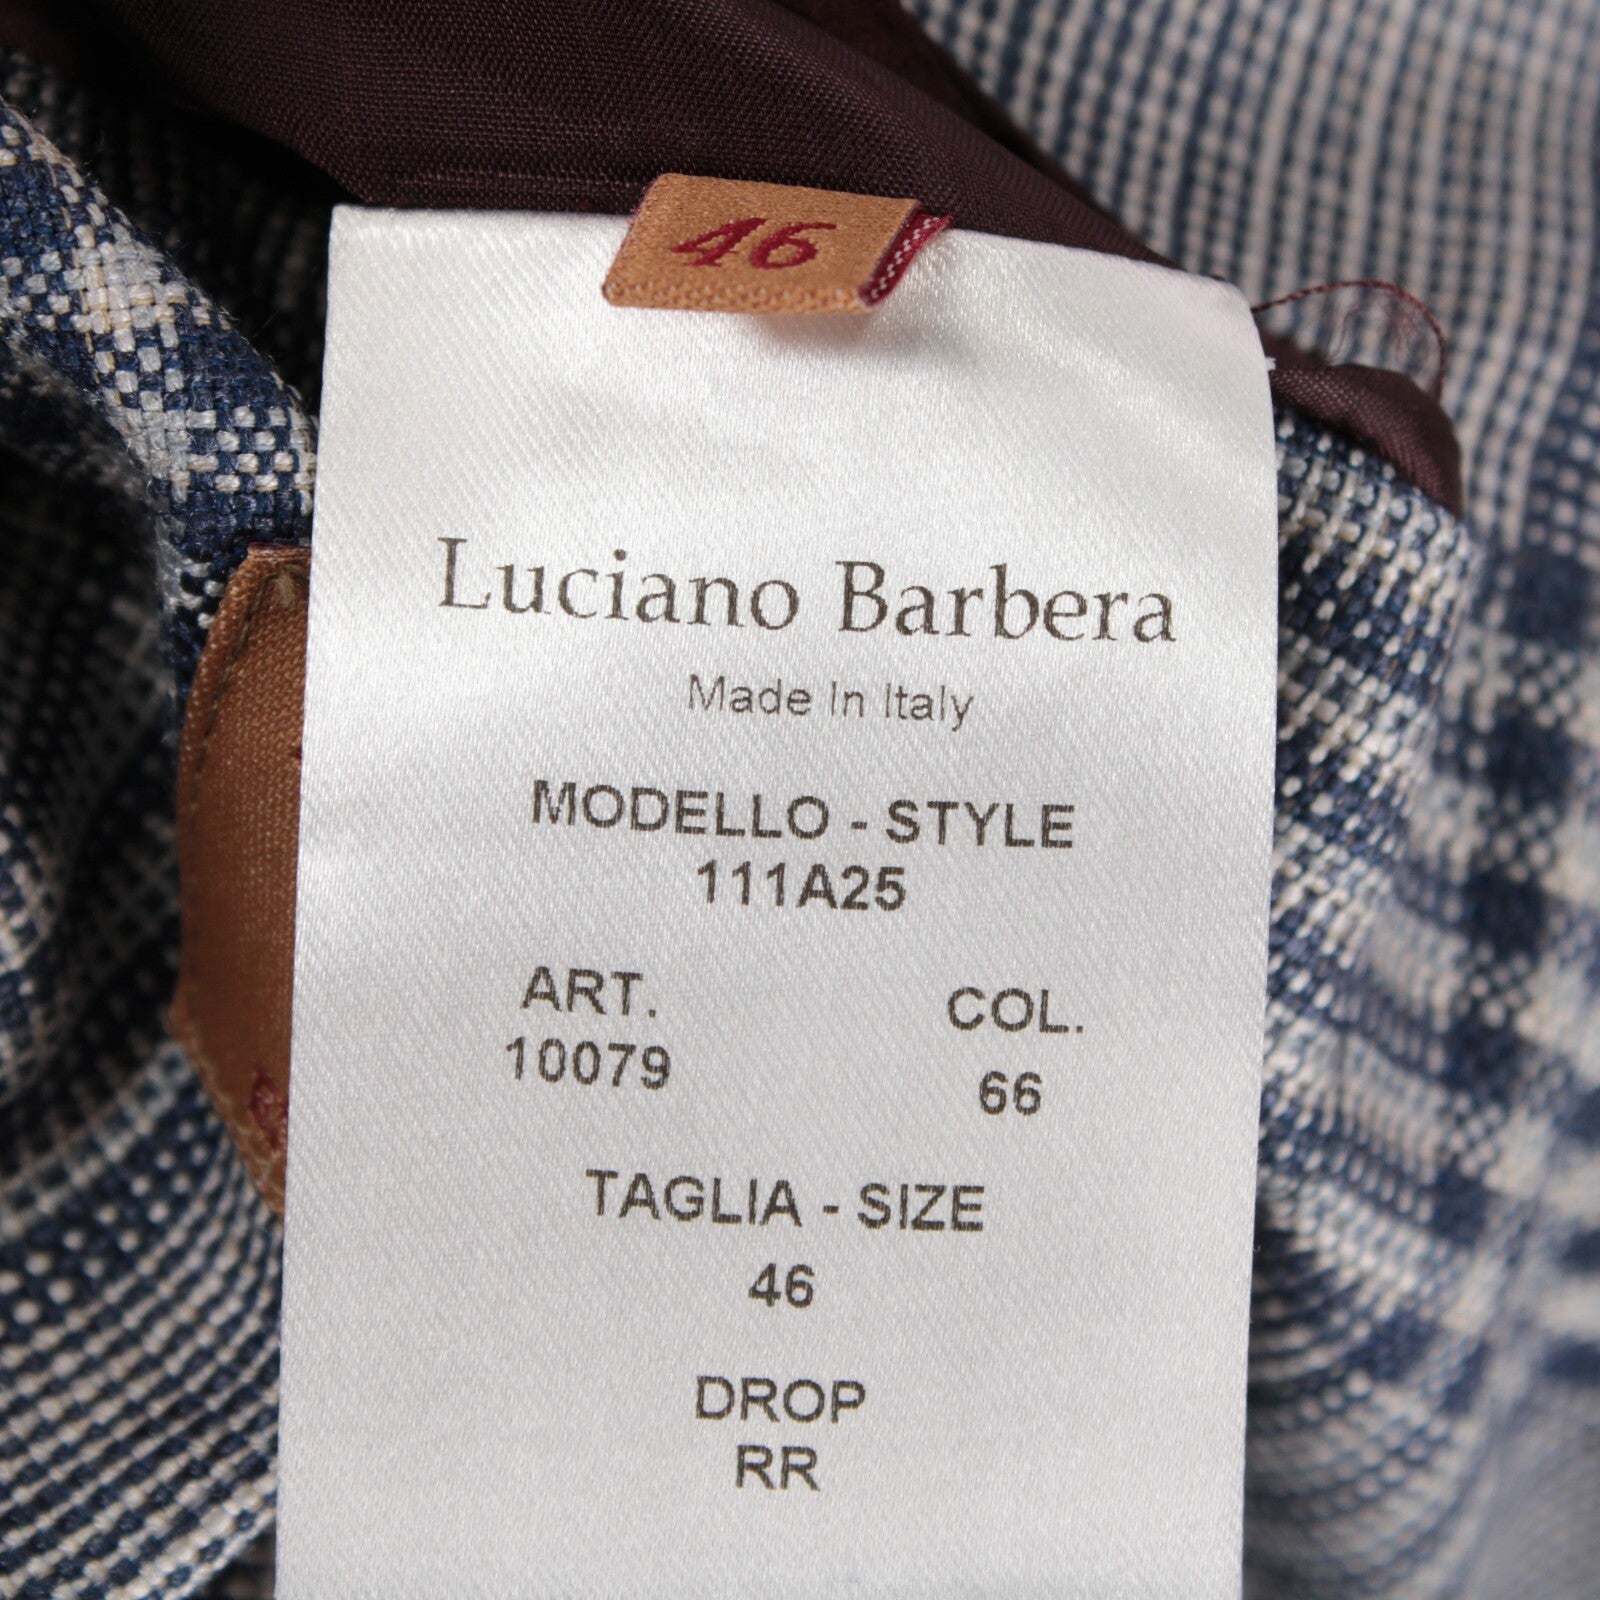 46
Luciano Barbera
Made In Italy
MODELLO - STYLE
111A25
ART.
10079
COL.
66
TAGLIA - SIZE
46
DROP
RR